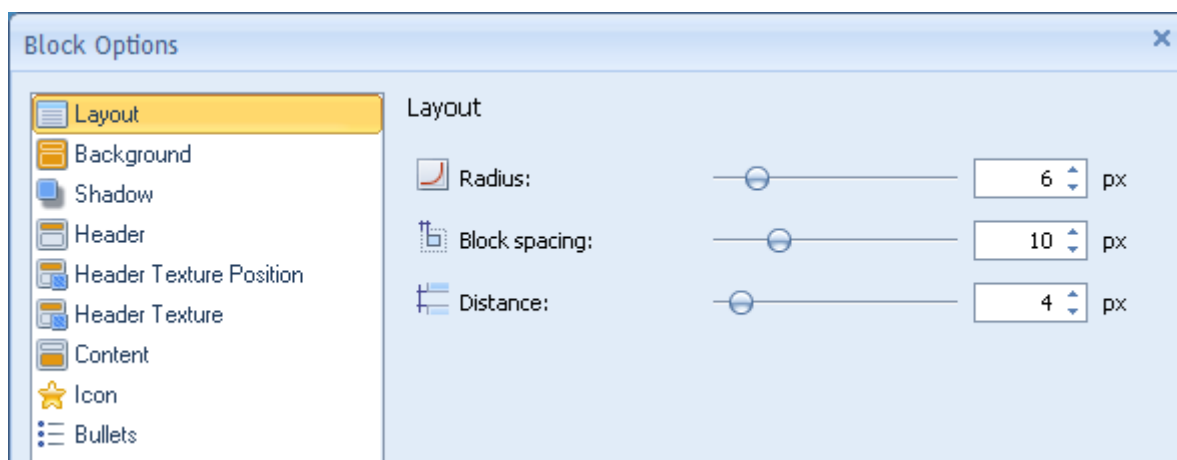 Block Options
Layout
Background
Shadow
Header
Header Texture Position
Header Texture
Content
Icon
Bullets
Layout
Radius: 6 px
Block spacing: 10 px
Distance: 4 px